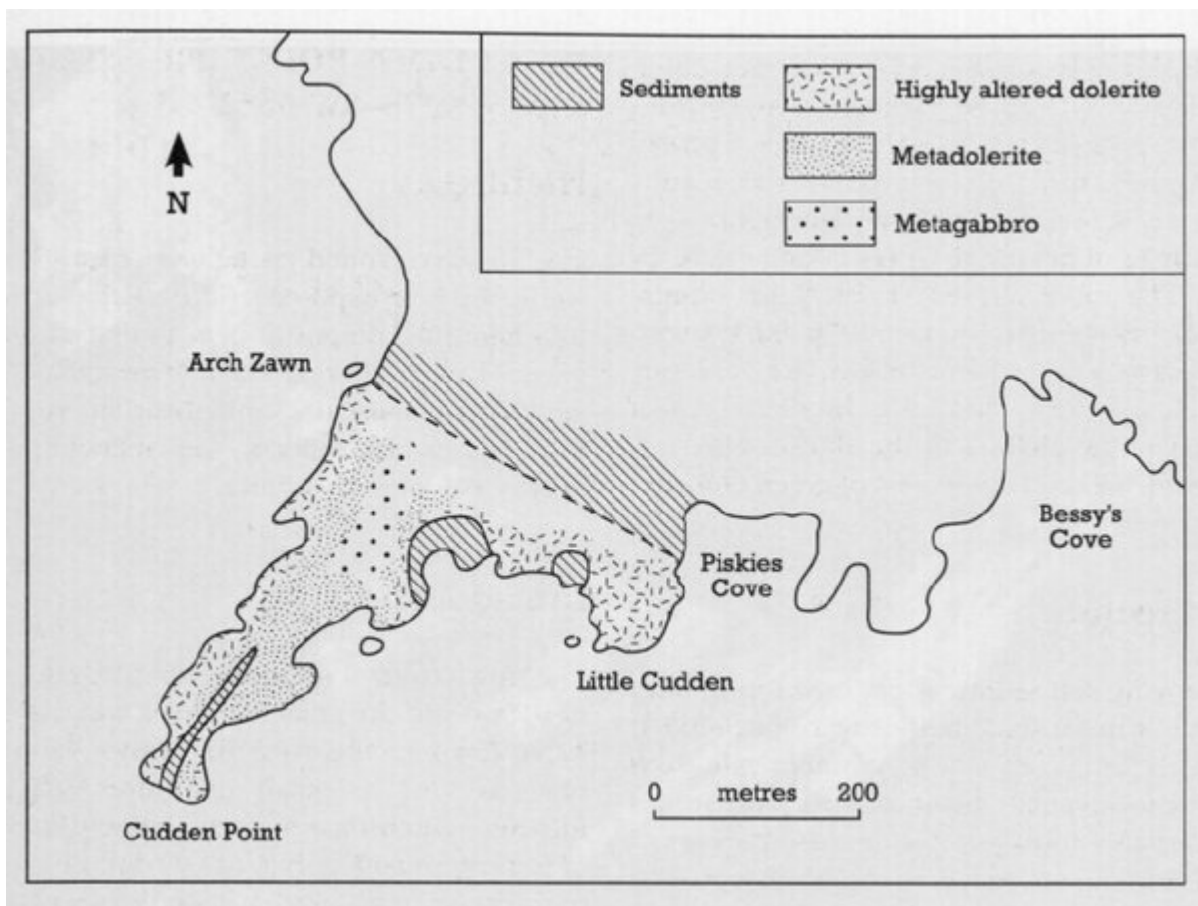 Sediments
Highly altered dolerite
Metadolerite
Metagabbro
N
Arch Zawn
Bessy's
Cove
Piskies
Cove
Little Cudden
0 metres 200
Cudden Point